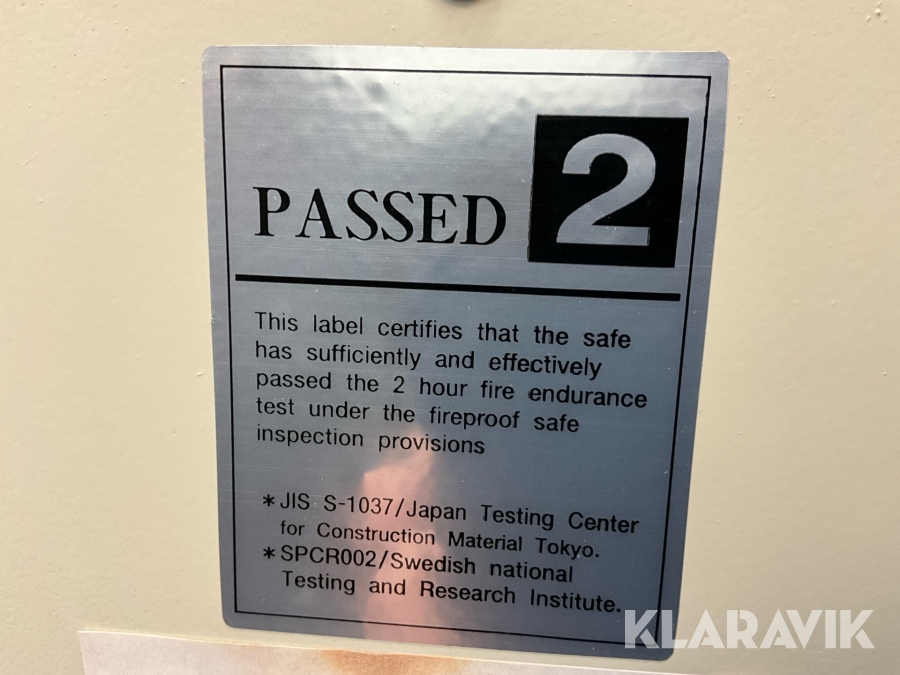 PASSED 2
This label certifies that the safe
has sufficiently and effectively
passed the 2 hour fire endurance
test under the fireproof safe
inspection provisions
*JIS S-1037/Japan Testing Center
for Construction Material Tokyo.
*SPCR002/Swedish national
Testing and Research Institute.
KLARAVIK